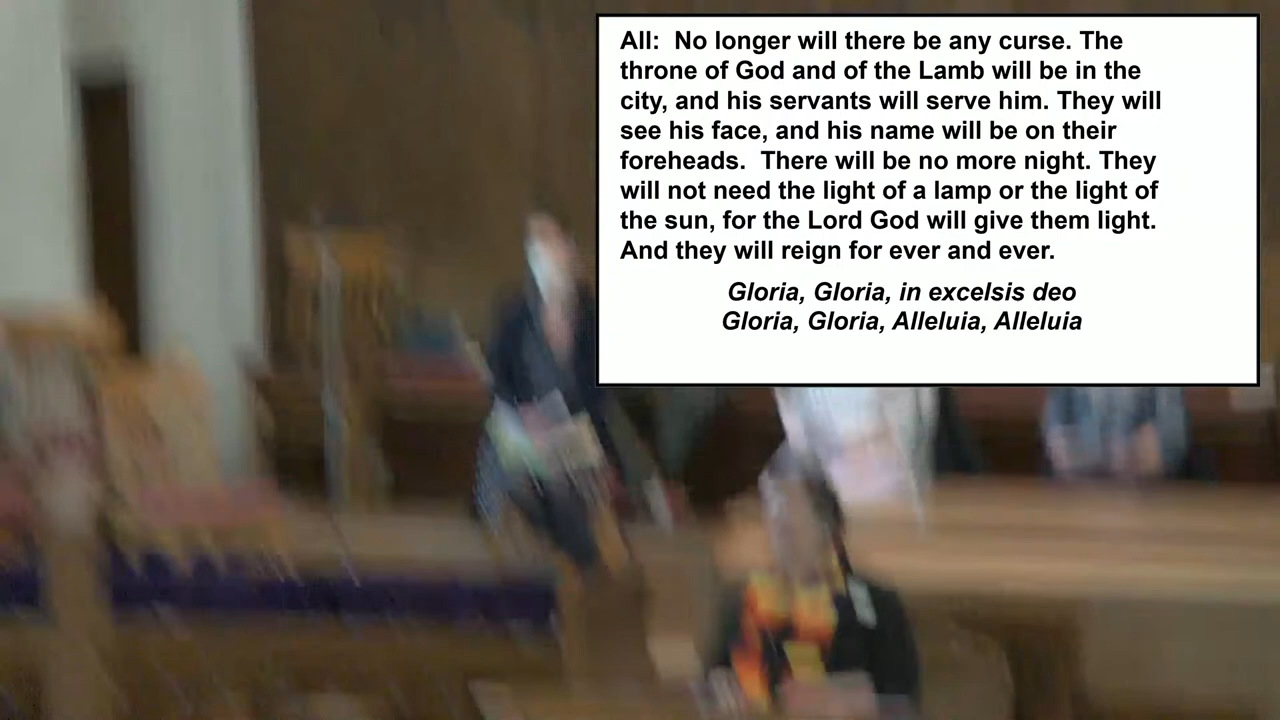 All:  No longer will there be any curse. The
throne of God and of the Lamb will be in the
city, and his servants will serve him. They will
see his face, and his name will be on their
foreheads.  There will be no more night. They
will not need the light of a lamp or the light of
the sun, for the Lord God will give them light.
And they will reign for ever and ever.
Gloria, Gloria, in excelsis deo
Gloria, Gloria, Alleluia, Alleluia